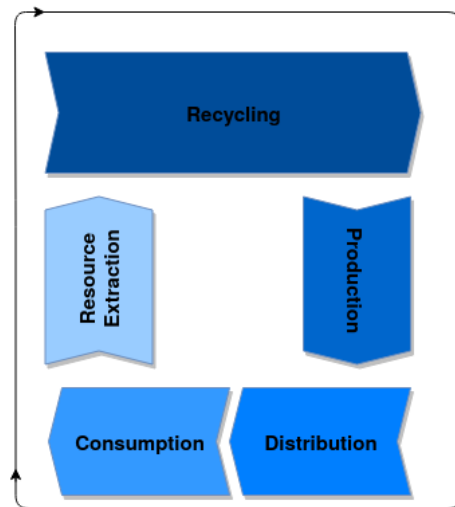 Recycling
Resource
Extraction
Production
Consumption
Distribution